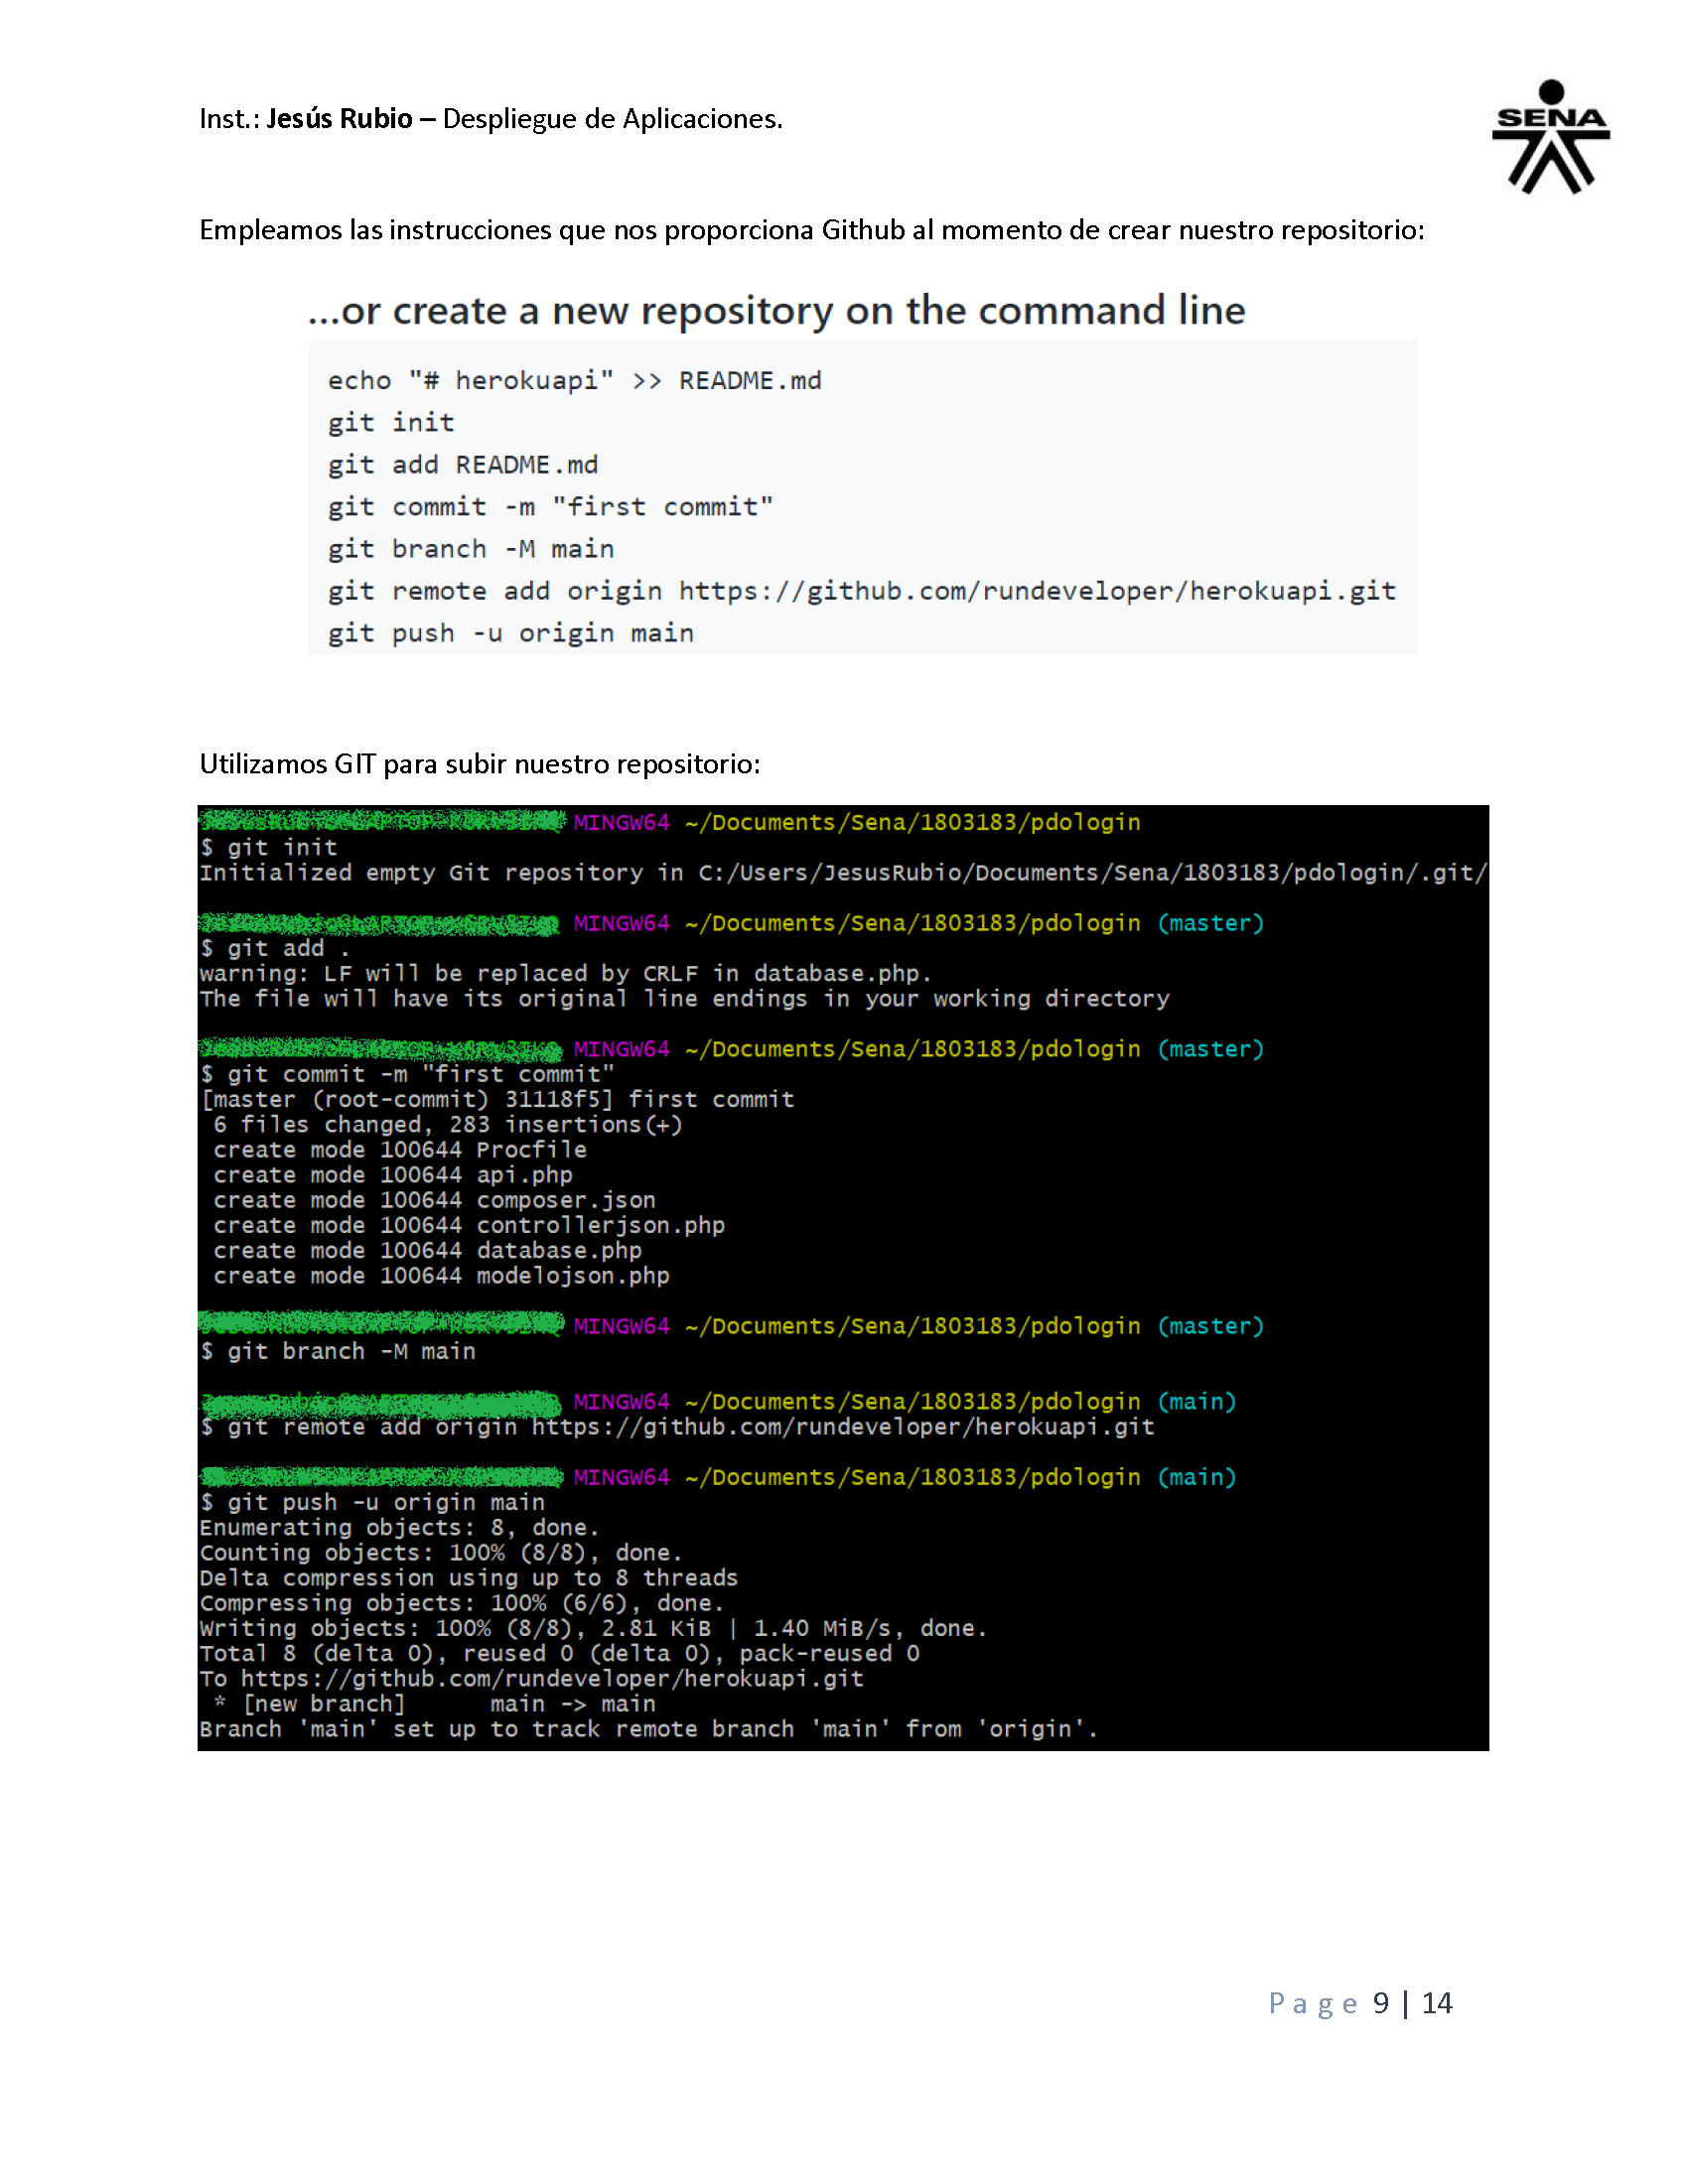 Inst.: Jesús Rubio – Despliegue de Aplicaciones.
SENA
Empleamos las instrucciones que nos proporciona Github al momento de crear nuestro repositorio:
...or create a new repository on the command line
echo "# herokuapi" >> README.md
git init
git add README.md
git commit -m "first commit"
git branch -M main
git remote add origin https://github.com/rundeveloper/herokuapi.git
git push -u origin main
Utilizamos GIT para subir nuestro repositorio:
MINGW64 ~/Documents/Sena/1803183/pdologin
$ git init
Initialized empty Git repository in C:/Users/JesusRubio/Documents/Sena/1803183/pdologin/.git/
MINGW64 ~/Documents/Sena/1803183/pdologin (master)
$ git add .
warning: LF will be replaced by CRLF in database.php.
The file will have its original line endings in your working directory
MINGW64 ~/Documents/Sena/1803183/pdologin (master)
$ git commit -m "first commit"
[master (root-commit) 31118f5] first commit
6 files changed, 283 insertions(+)
create mode 100644 Procfile
create mode 100644 api.php
create mode 100644 composer.json
create mode 100644 controllerjson.php
create mode 100644 database.php
create mode 100644 modelojson.php
MINGW64 ~/Documents/Sena/1803183/pdologin (master)
$ git branch -M main
MINGW64 ~/Documents/Sena/1803183/pdologin (main)
$ git remote add origin https://github.com/rundeveloper/herokuapi.git
MINGW64 ~/Documents/Sena/1803183/pdologin (main)
$ git push -u origin main
Enumerating objects: 8, done.
Counting objects: 100% (8/8), done.
Delta compression using up to 8 threads
Compressing objects: 100% (6/6), done.
Writing objects: 100% (8/8), 2.81 KiB | 1.40 MiB/s, done.
Total 8 (delta 0), reused 0 (delta 0), pack-reused 0
To https://github.com/rundeveloper/herokuapi.git
* [new branch]      main -> main
Branch 'main' set up to track remote branch 'main' from 'origin'.
Page 9 | 14